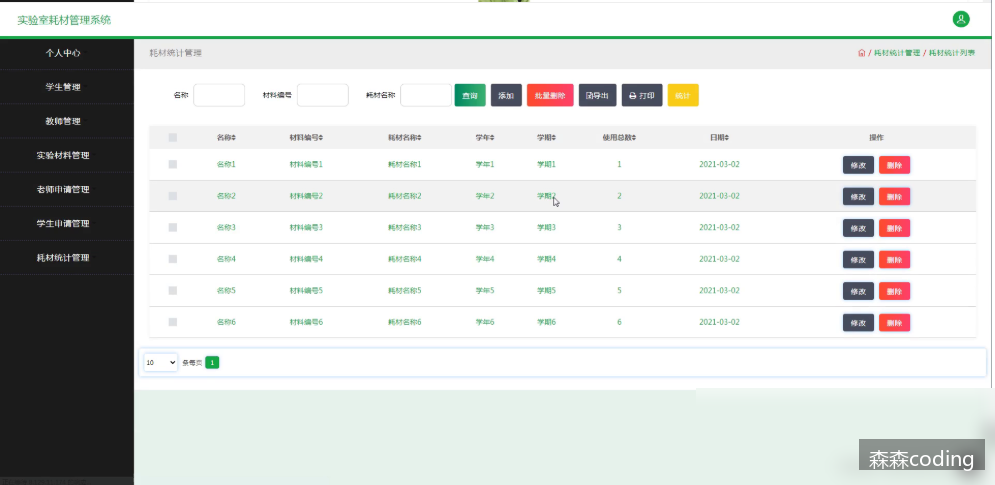 实验室耗材管理系统
个人中心
学生管理
教师管理
实验材料管理
老师申请管理
学生申请管理
耗材统计管理
耗材统计管理 / 耗材统计管理 / 耗材统计列表
名称 材料编号 耗材名称 查询 添加 批量删除 导出 打印 统计
名称 材料编号 耗材名称 学年 学期 使用总数 日期 操作
名称1 材料编号1 耗材名称1 学年1 学期1 1 2021-03-02 修改 删除
名称2 材料编号2 耗材名称2 学年2 学期2 2 2021-03-02 修改 删除
名称3 材料编号3 耗材名称3 学年3 学期3 3 2021-03-02 修改 删除
名称4 材料编号4 耗材名称4 学年4 学期4 4 2021-03-02 修改 删除
名称5 材料编号5 耗材名称5 学年5 学期5 5 2021-03-02 修改 删除
名称6 材料编号6 耗材名称6 学年6 学期6 6 2021-03-02 修改 删除
10 条每页 1
森森coding